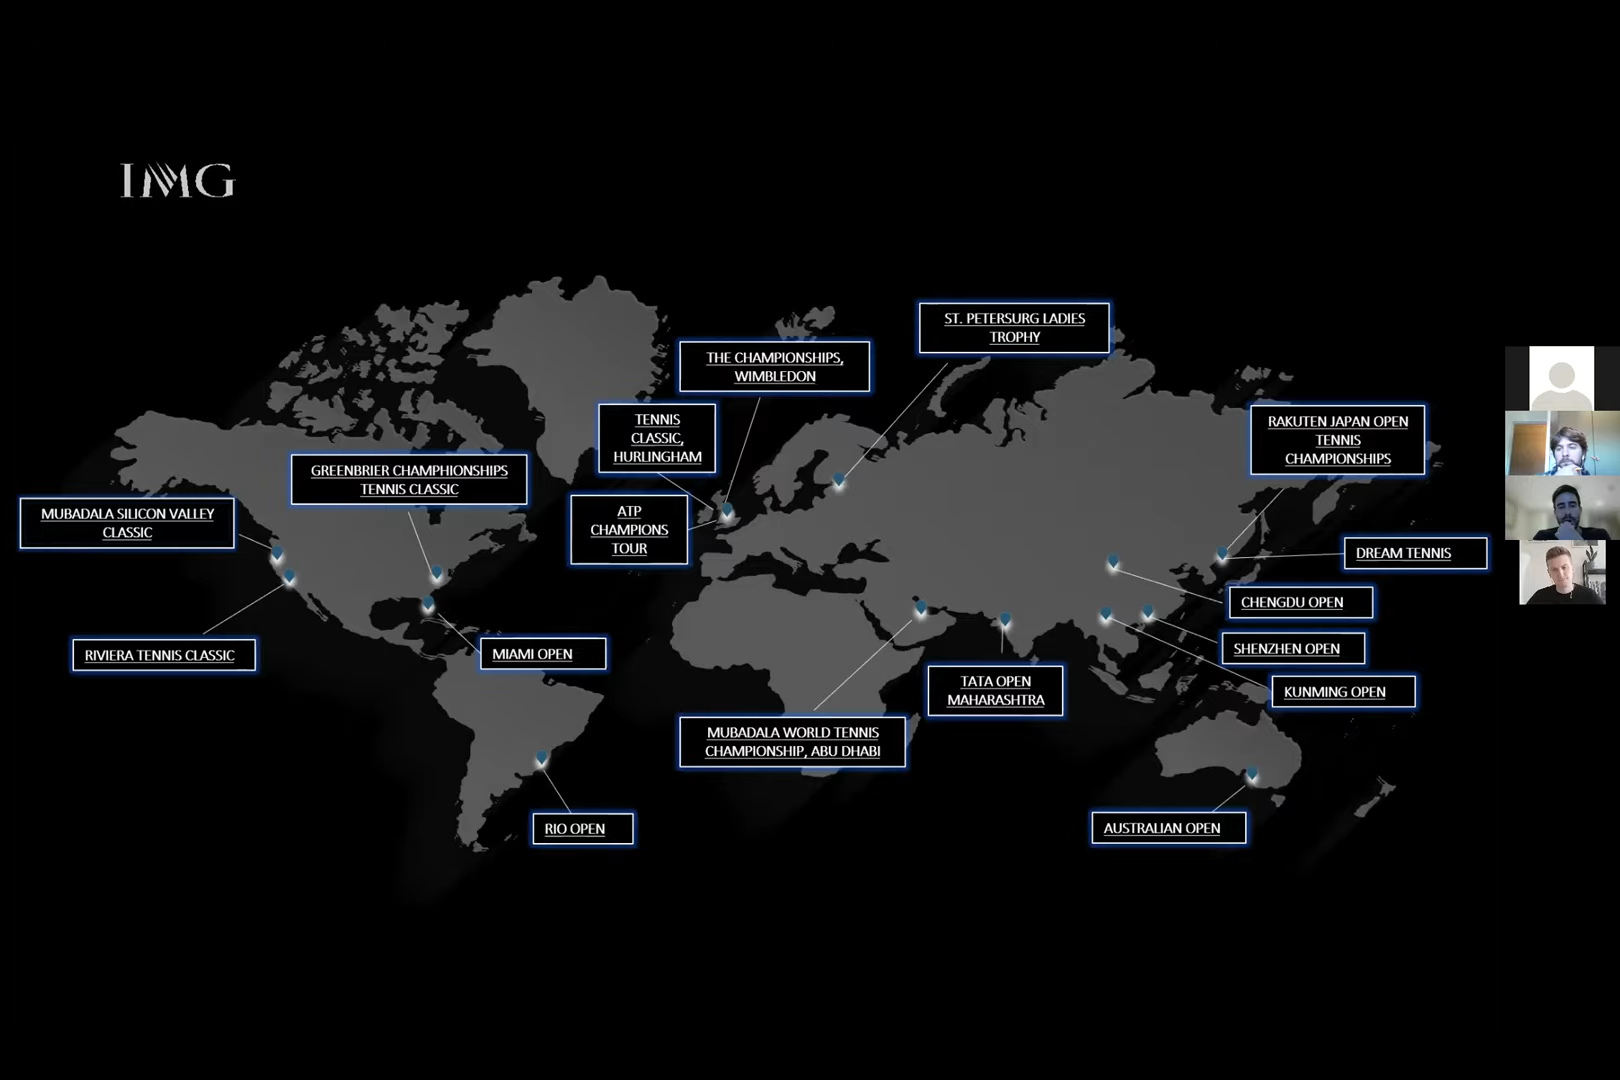 IMG
ST. PETERSURG LADIES
TROPHY
THE CHAMPIONSHIPS,
WIMBLEDON
TENNIS
CLASSIC,
HURLINGHAM
RAKUTEN JAPAN OPEN
TENNIS
CHAMPIONSHIPS
GREENBRIER CHAMPHIONSHIPS
TENNIS CLASSIC
MUBADALA SILICON VALLEY
CLASSIC
ATP
CHAMPIONS
TOUR
DREAM TENNIS
CHENGDU OPEN
RIVIERA TENNIS CLASSIC
MIAMI OPEN
SHENZHEN OPEN
TATA OPEN
MAHARASHTRA
KUNMING OPEN
MUBADALA WORLD TENNIS
CHAMPIONSHIP, ABU DHABI
RIO OPEN
AUSTRALIAN OPEN